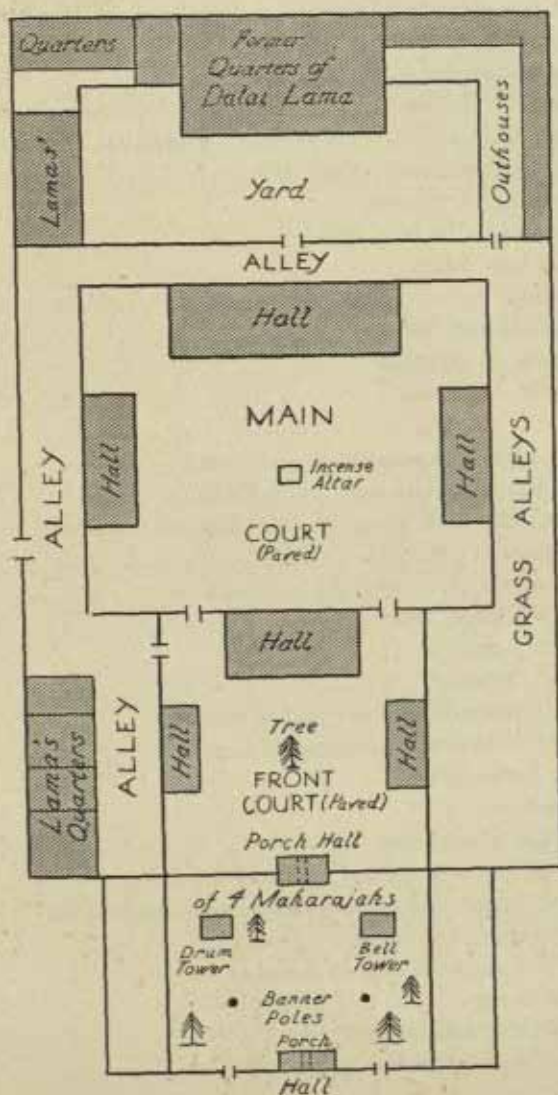 Quarters
Former
Quarters of
Dalai Lama
Lamas'
Yard
Outhouses
ALLEY
Hall
ALLEY
Hall
MAIN
Incense
Altar
COURT
(Paved)
Hall
GRASS ALLEYS
Hall
ALLEY
Lama's
Quarters
Hall
Tree
Hall
FRONT
COURT (Paved)
Porch Hall
of 4 Maharajahs
Drum
Tower
Bell
Tower
Banner
Poles
Porch
Hall